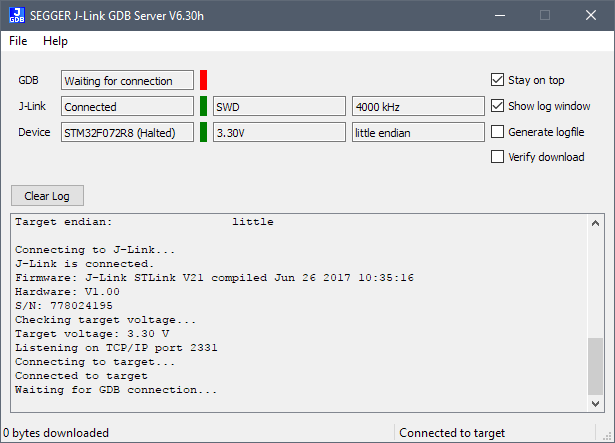 J
GDB
SEGGER J-Link GDB Server V6.30h
File Help
GDB Waiting for connection Stay on top
J-Link Connected SWD 4000 kHz Show log window
Device STM32F072R8 (Halted) 3.30V little endian Generate logfile
Verify download
Clear Log
Target endian: little
Connecting to J-Link...
J-Link is connected.
Firmware: J-Link STLink V21 compiled Jun 26 2017 10:35:16
Hardware: V1.00
S/N: 778024195
Checking target voltage...
Target voltage: 3.30 V
Listening on TCP/IP port 2331
Connecting to target...
Connected to target
Waiting for GDB connection...
0 bytes downloaded Connected to target